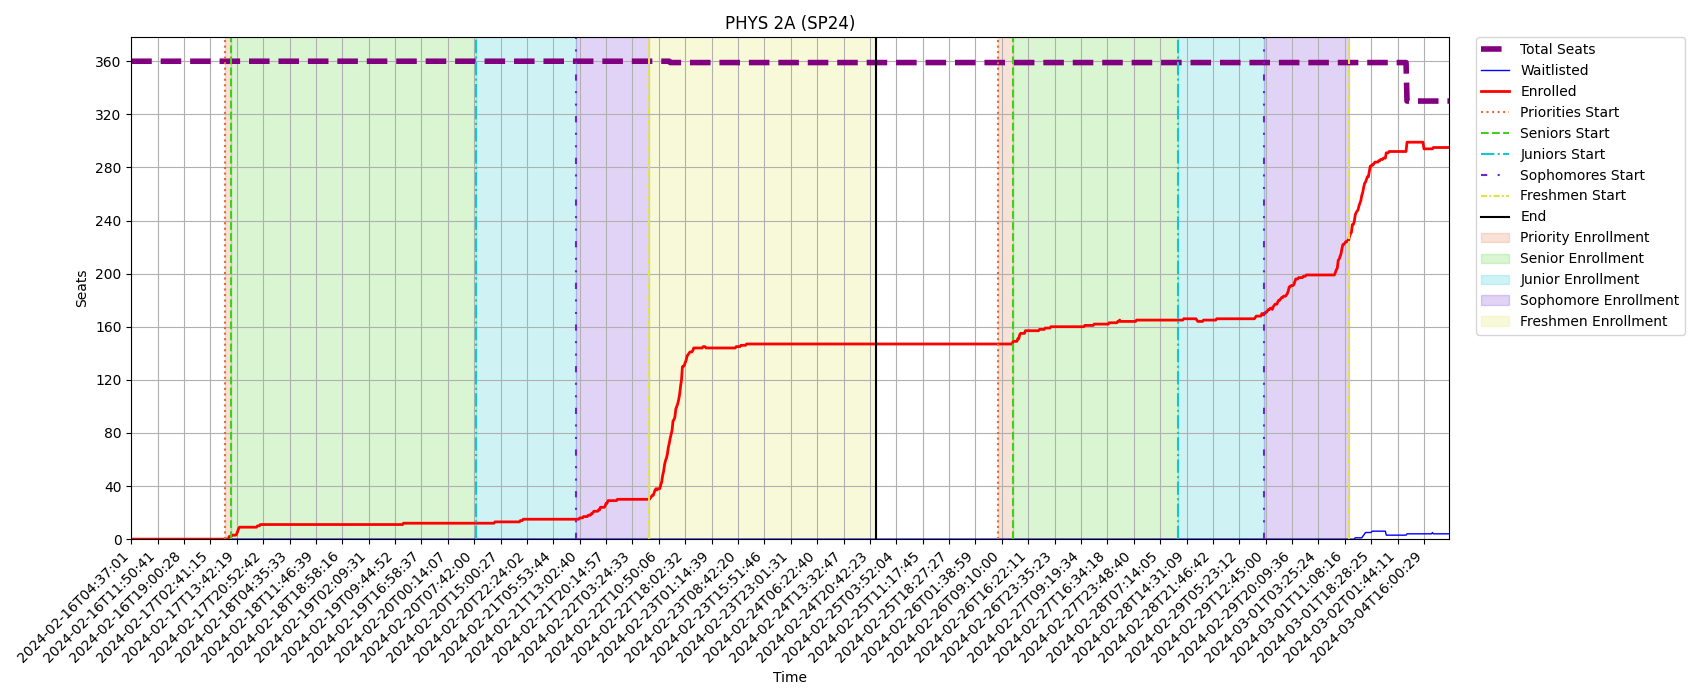 PHYS 2A (SP24)
Seats
360
320
280
240
200
160
120
80
40
0
2024-02-16T04:37:01
2024-02-16T11:50:41
2024-02-16T19:00:28
2024-02-17T02:41:15
2024-02-17T13:42:19
2024-02-17T20:52:42
2024-02-18T04:35:33
2024-02-18T11:46:39
2024-02-18T18:58:16
2024-02-19T02:09:31
2024-02-19T09:44:52
2024-02-19T16:58:37
2024-02-20T00:14:07
2024-02-20T07:42:00
2024-02-20T15:00:27
2024-02-20T22:24:02
2024-02-21T05:53:44
2024-02-21T13:02:40
2024-02-21T20:14:57
2024-02-22T03:24:33
2024-02-22T10:50:06
2024-02-22T18:02:32
2024-02-23T01:14:39
2024-02-23T08:42:20
2024-02-23T15:51:46
2024-02-23T23:01:31
2024-02-24T06:22:40
2024-02-24T13:32:47
2024-02-24T20:42:23
2024-02-25T03:52:04
2024-02-25T11:17:45
2024-02-25T18:27:27
2024-02-26T01:38:59
2024-02-26T09:10:00
2024-02-26T16:22:11
2024-02-26T23:35:23
2024-02-27T09:19:34
2024-02-27T16:34:18
2024-02-27T23:48:40
2024-02-28T07:14:05
2024-02-28T14:31:09
2024-02-28T21:46:42
2024-02-29T05:23:12
2024-02-29T12:45:00
2024-02-29T20:09:36
2024-03-01T03:25:24
2024-03-01T11:08:16
2024-03-01T18:28:25
2024-03-02T01:44:11
2024-03-04T16:00:29
Time
Total Seats
Waitlisted
Enrolled
Priorities Start
Seniors Start
Juniors Start
Sophomores Start
Freshmen Start
End
Priority Enrollment
Senior Enrollment
Junior Enrollment
Sophomore Enrollment
Freshmen Enrollment